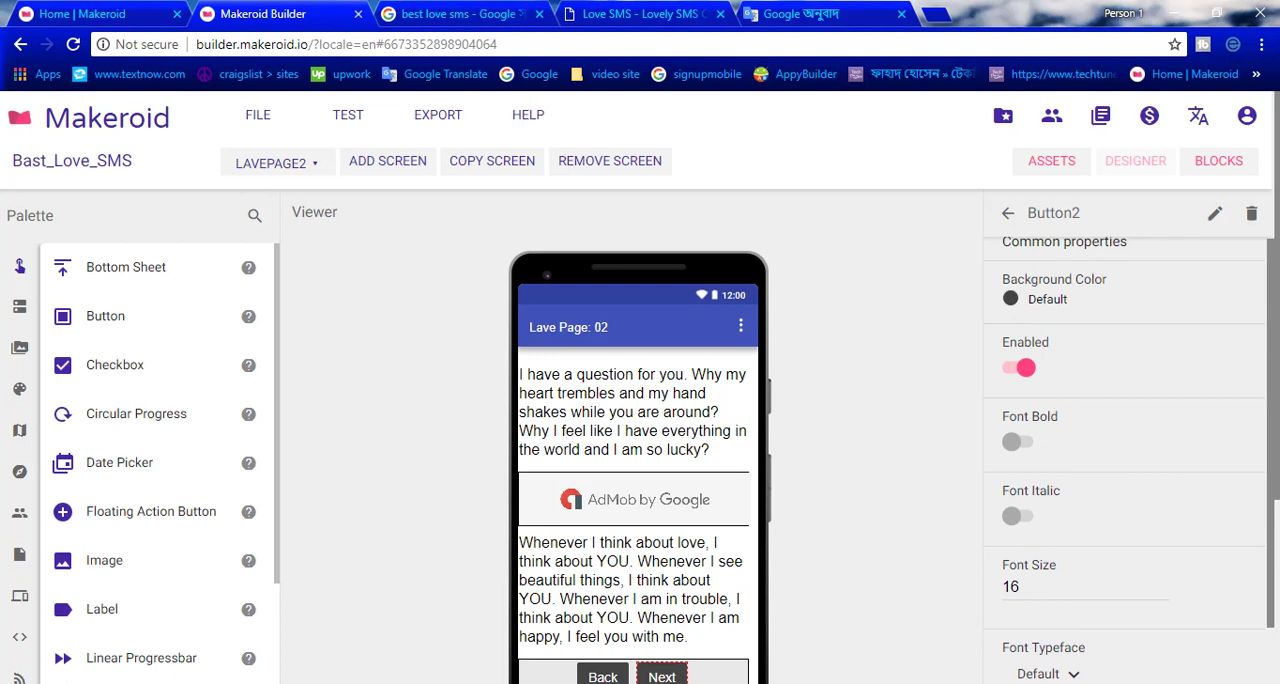 Home | Makeroid
Makeroid Builder
best love sms - Google স
Love SMS - Lovely SMS C
Google অনুবাদ
Person 1
Not secure
builder.makeroid.io/?locale=en#6673352898904064
Apps
www.textnow.com
craigslist > sites
upwork
Google Translate
Google
video site
signupmobile
AppyBuilder
ফাহাদ হোসেন » টেক
https://www.techtun
Home | Makeroid
»
Makeroid
FILE
TEST
EXPORT
HELP
Bast_Love_SMS
LAVEPAGE2
ADD SCREEN
COPY SCREEN
REMOVE SCREEN
ASSETS
DESIGNER
BLOCKS
Palette
Viewer
Button2
Bottom Sheet
Button
Checkbox
Circular Progress
Date Picker
Floating Action Button
Image
Label
Linear Progressbar
12:00
Lave Page: 02
I have a question for you. Why my
heart trembles and my hand
shakes while you are around?
Why I feel like I have everything in
the world and I am so lucky?
AdMob by Google
Whenever I think about love, I
think about YOU. Whenever I see
beautiful things, I think about
YOU. Whenever I am in trouble, I
think about YOU. Whenever I am
happy, I feel you with me.
Back
Next
Common properties
Background Color
Default
Enabled
Font Bold
Font Italic
Font Size
16
Font Typeface
Default